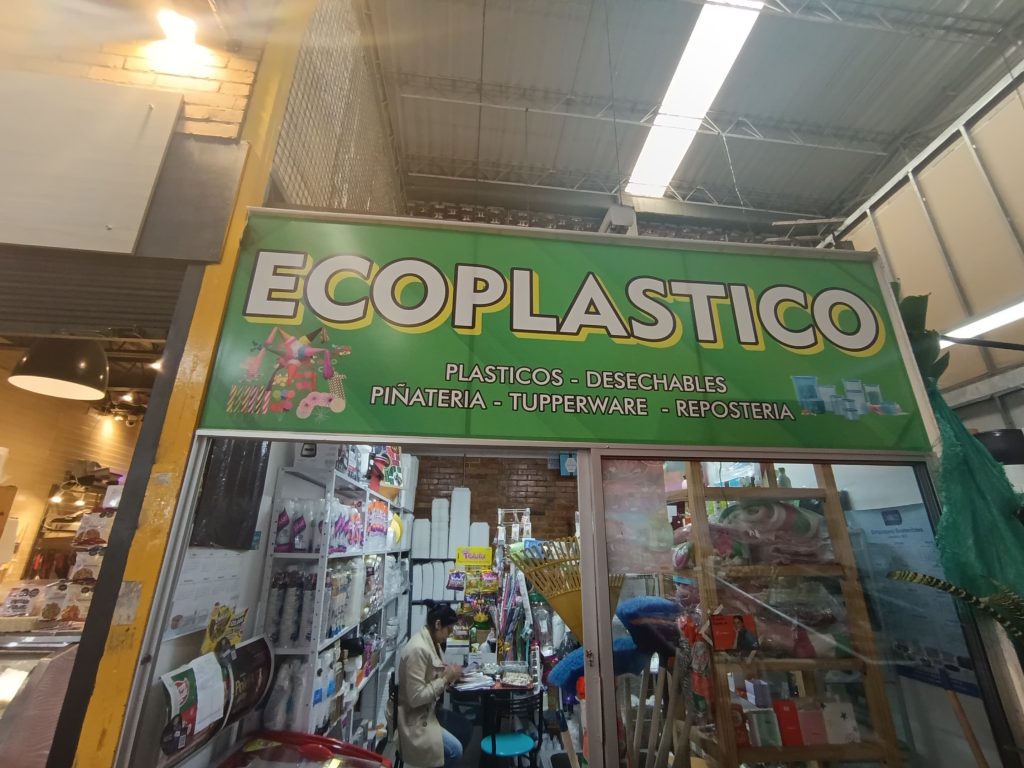 ECOPLASTICO
PLASTICOS - DESECHABLES
PIÑATERIA - TUPPERWARE - REPOSTERIA